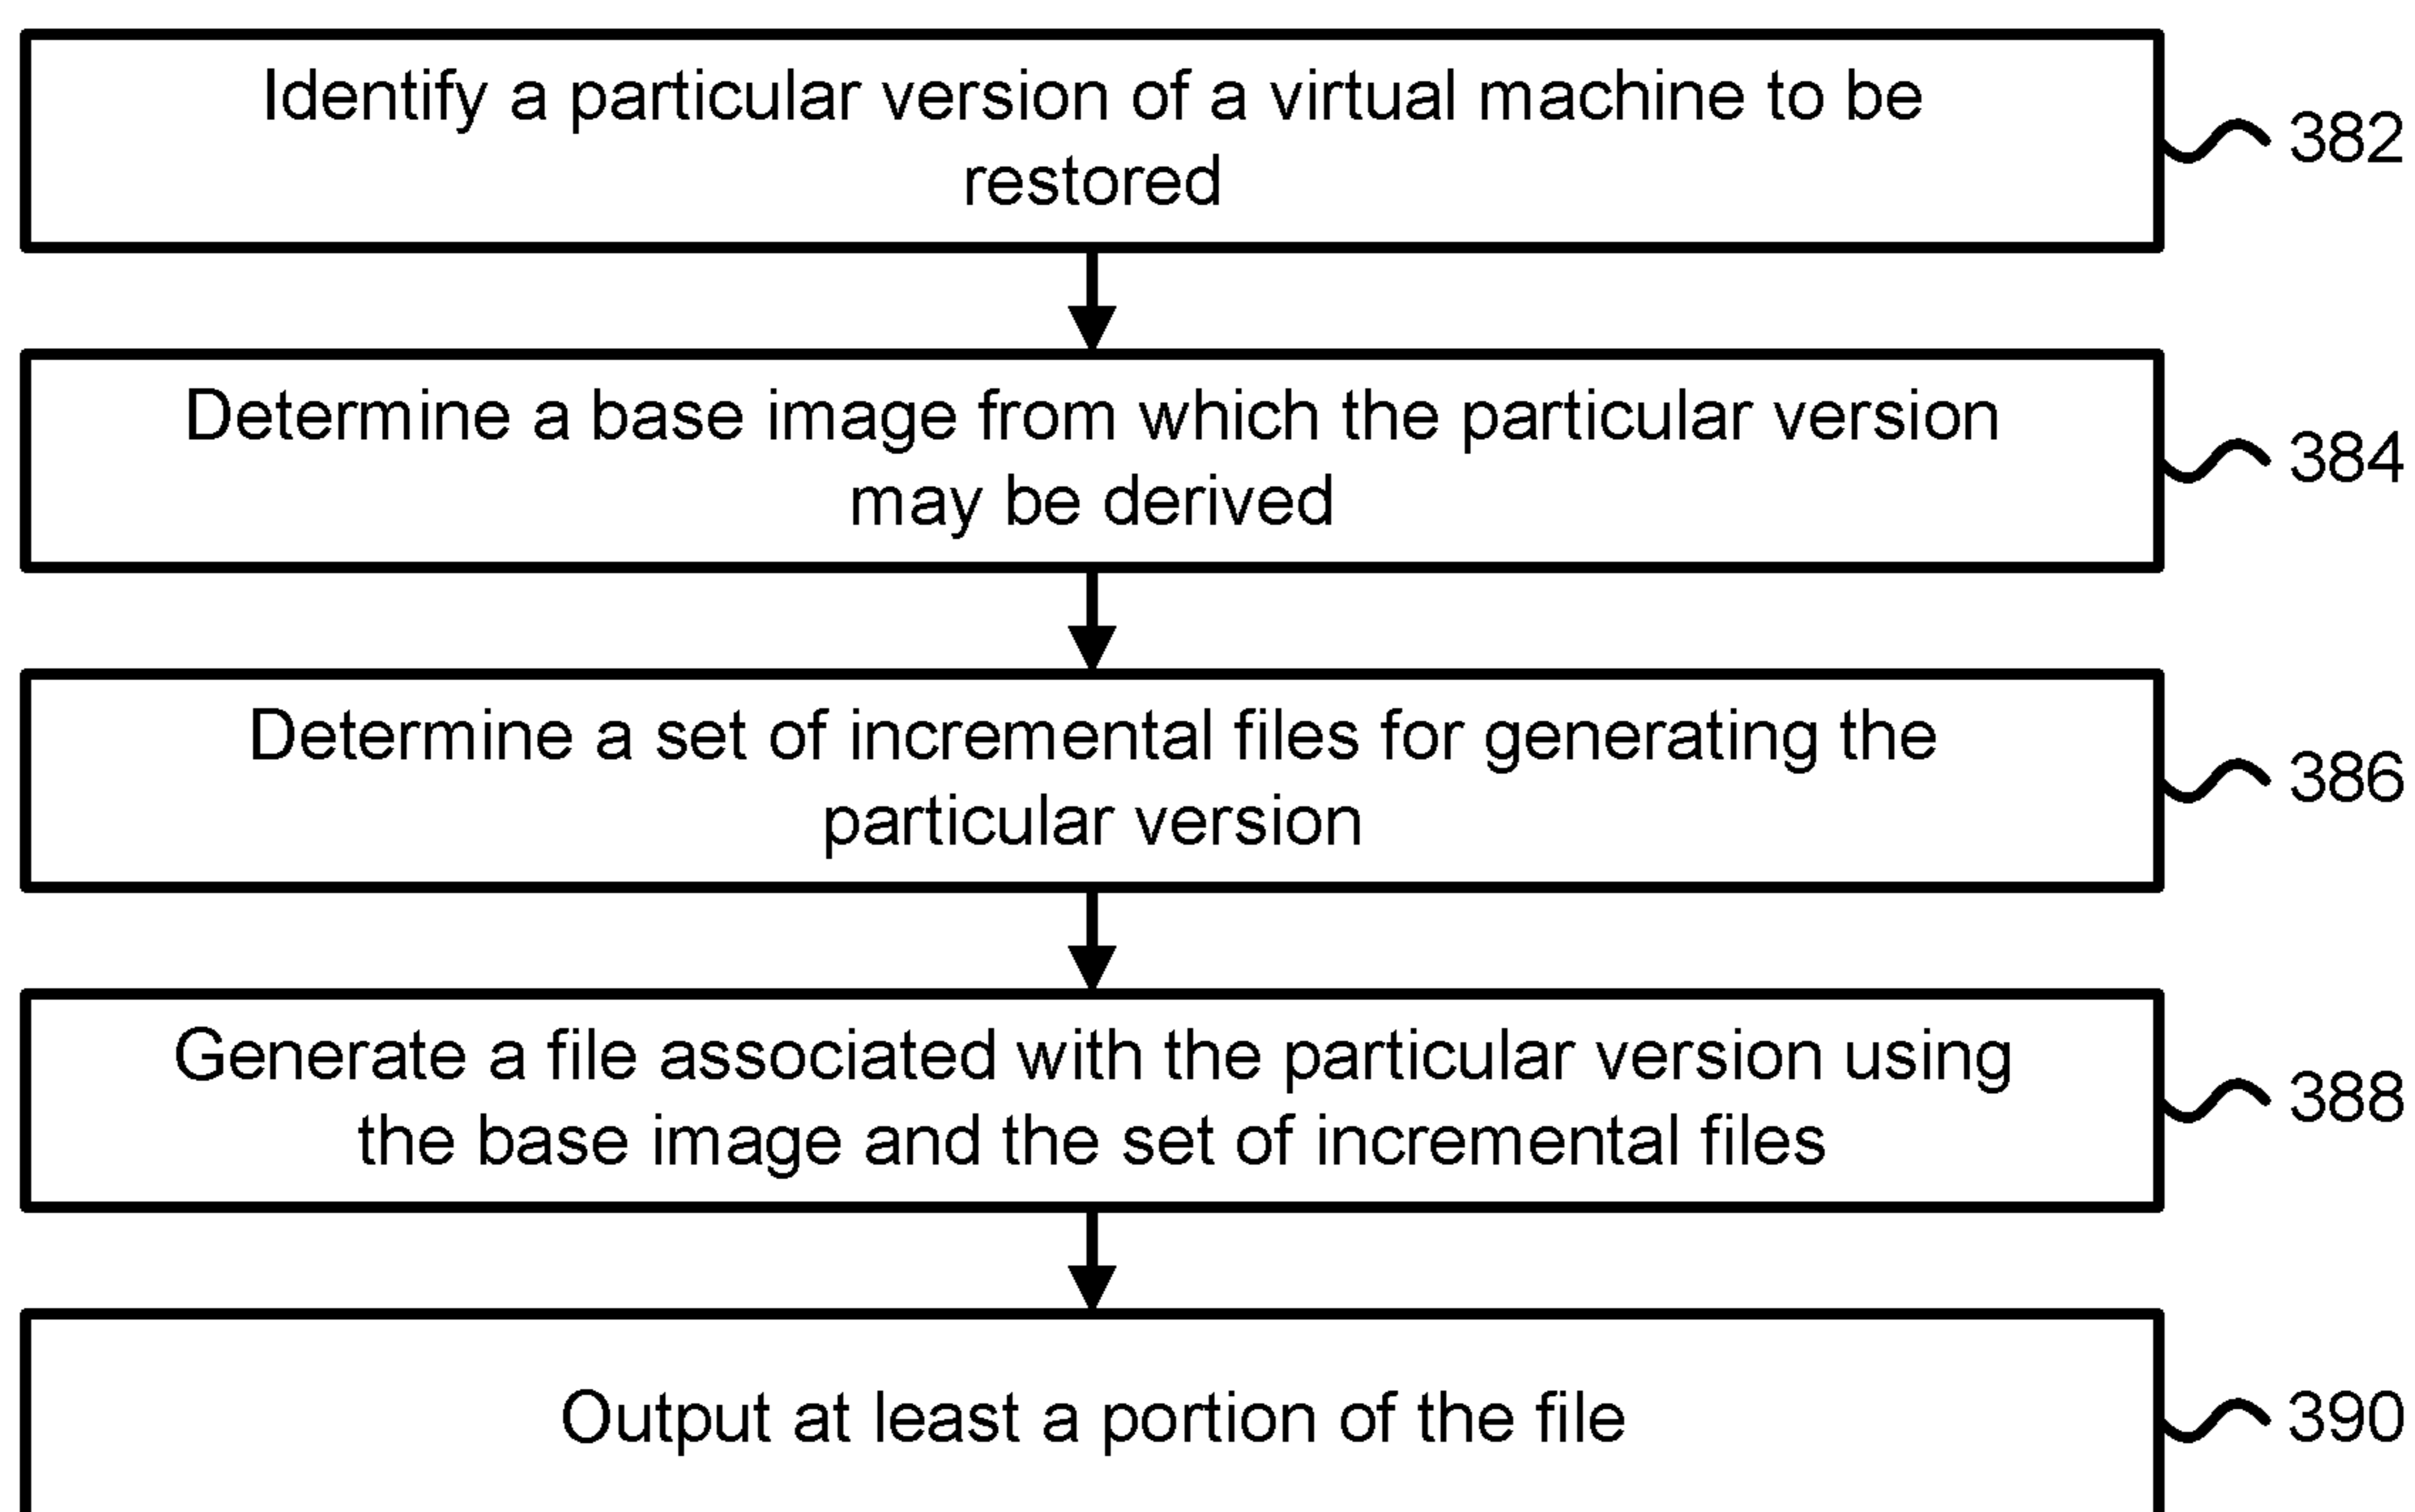 Identify a particular version of a virtual machine to be
restored
382
Determine a base image from which the particular version
may be derived
384
Determine a set of incremental files for generating the
particular version
386
Generate a file associated with the particular version using
the base image and the set of incremental files
388
Output at least a portion of the file
390